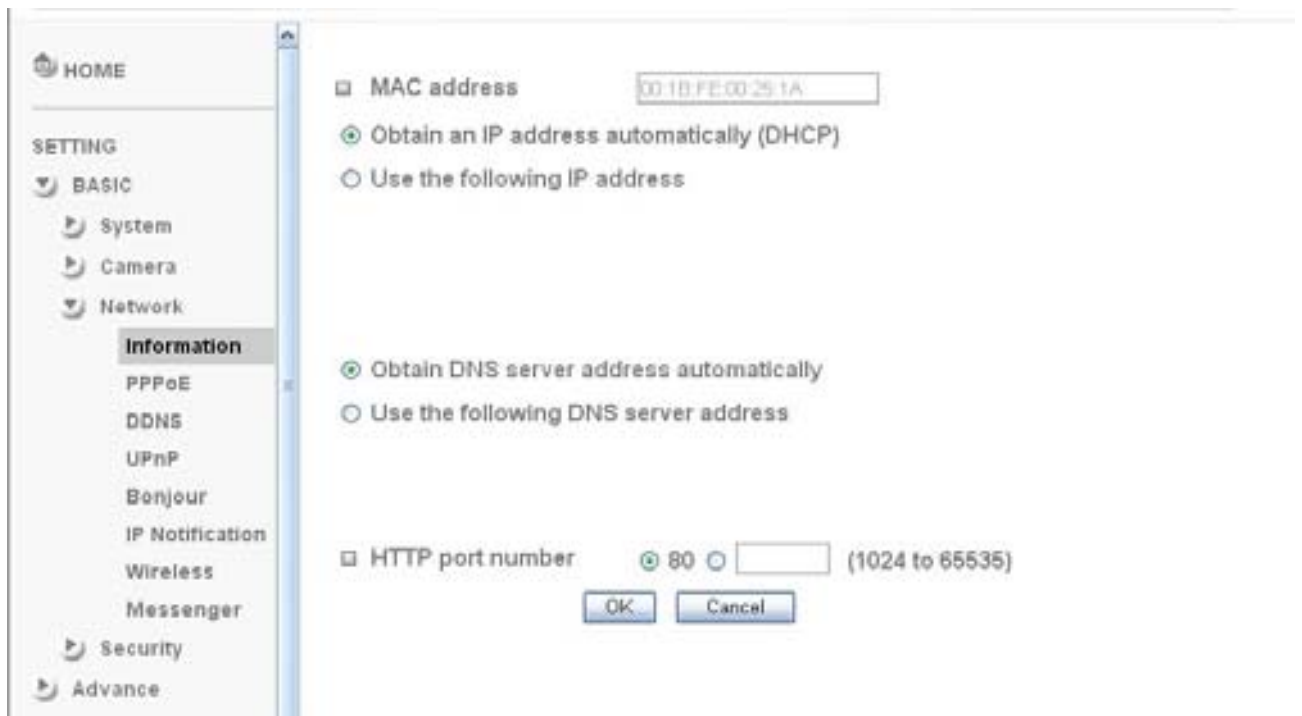 HOME
SETTING
BASIC
System
Camera
Network
Information
PPPoE
DDNS
UPnP
Bonjour
IP Notification
Wireless
Messenger
Security
Advance
MAC address 00:1B:FE:00:25:1A
Obtain an IP address automatically (DHCP)
Use the following IP address
Obtain DNS server address automatically
Use the following DNS server address
HTTP port number 80 (1024 to 65535)
OK Cancel